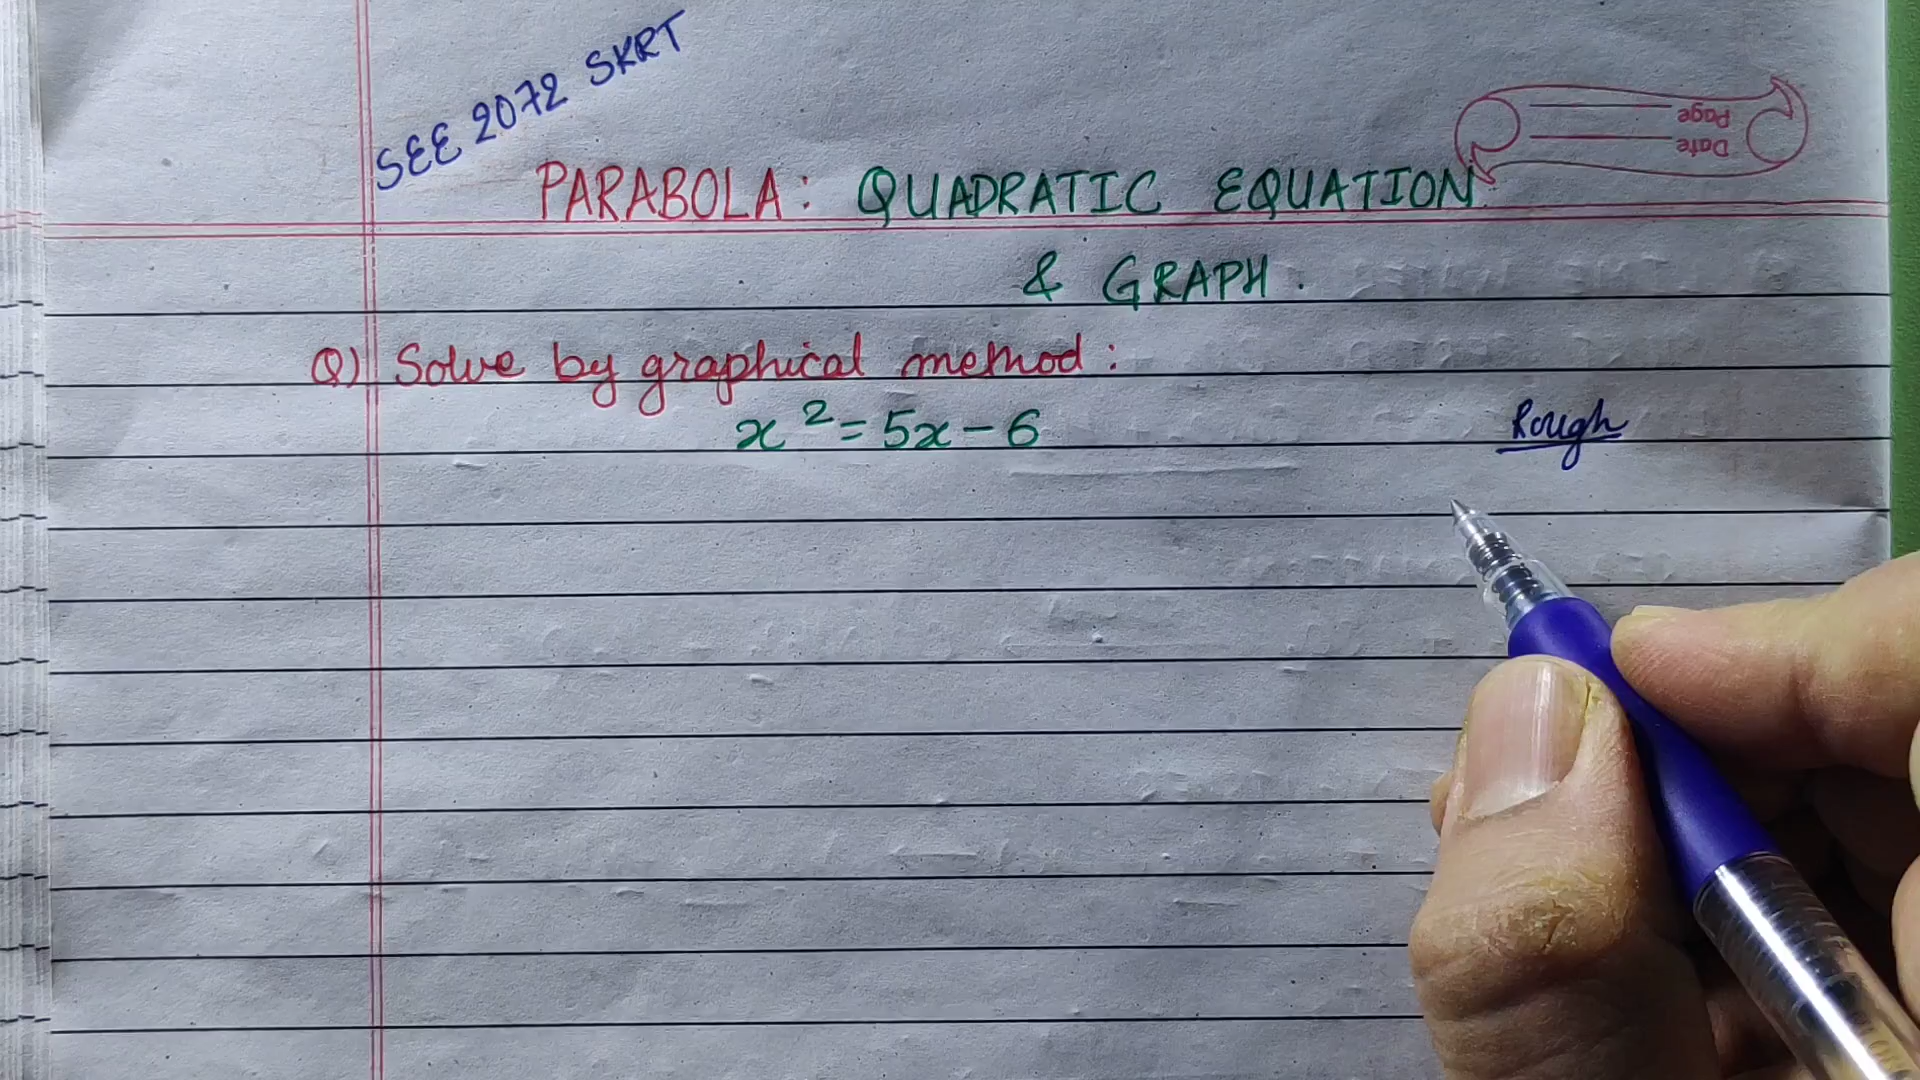 SEE 2072 SKRT
Page
Date
PARABOLA: QUADRATIC EQUATION
& GRAPH.
Q) Solve by graphical method:
x² = 5x - 6
Rough